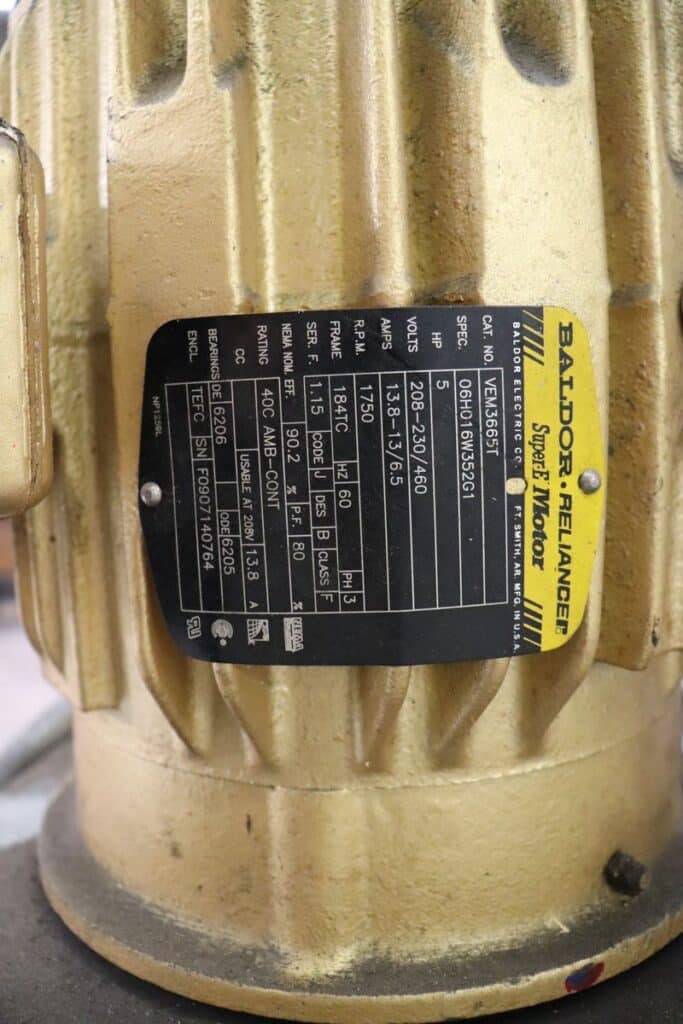 BALDOR • RELIANCER
Super-E Motor
BALDOR ELECTRIC CO. FT. SMITH, AR. MFG. IN U.S.A.
CAT. NO. VEM3665T
SPEC. 06H016W352G1
HP 5
VOLTS 208-230/460
AMPS 13.8-13/6.5
R.P.M. 1750
FRAME 184TC HZ 60 PH 3
SER. F. 1.15 CODE J DES B CLASS F
NEMA NOM. EFF. 90.2 % P.F. 80 %
RATING 40C AMB-CONT
CC USABLE AT 208V 13.8 A
BEARINGS DE 6206 ODE 6205
ENCL. TEFC SN F0907140764
NP1259L